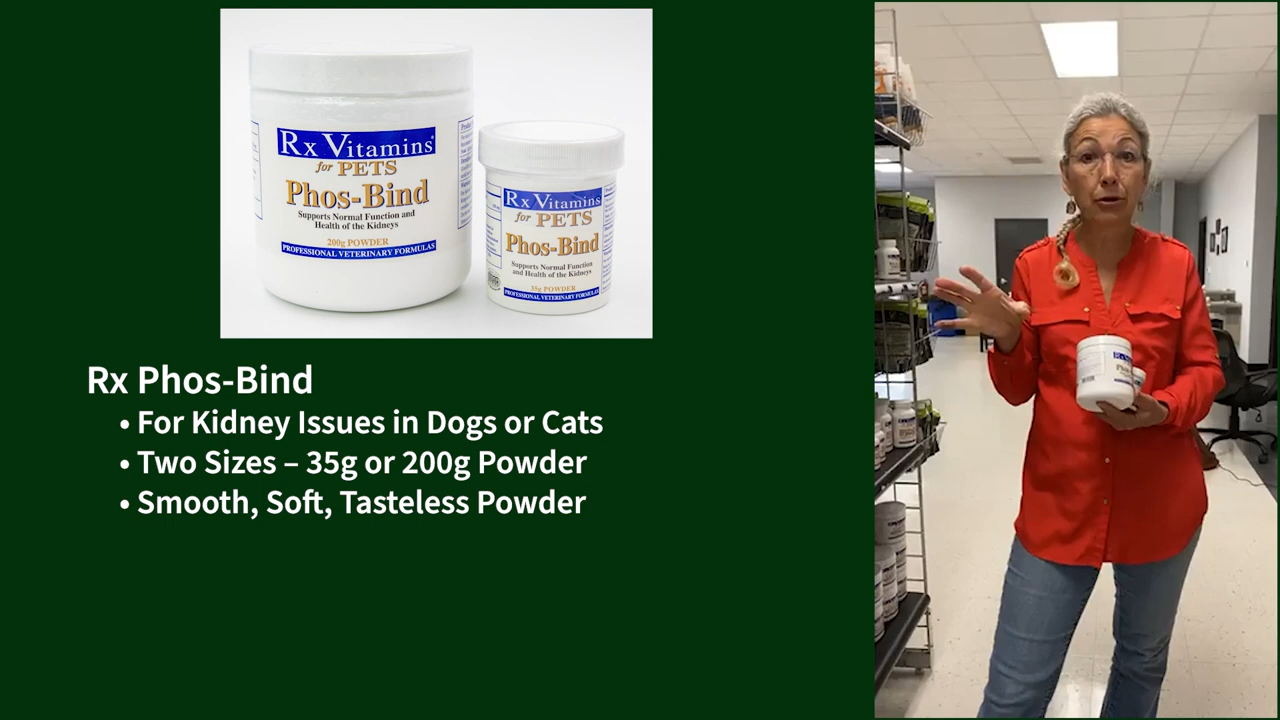 Rx Vitamins®
for PETS
Phos-Bind
Supports Normal Function and
Health of the Kidneys
200g POWDER
PROFESSIONAL VETERINARY FORMULAS
Rx Vitamins
for PETS
Phos-Bind
Supports Normal Function
and Health of the Kidneys
35g POWDER
PROFESSIONAL VETERINARY FORMULAS
Rx Phos-Bind
• For Kidney Issues in Dogs or Cats
• Two Sizes – 35g or 200g Powder
• Smooth, Soft, Tasteless Powder